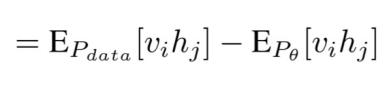 = E_{P_{data}}[v_i h_j] − E_{P_θ}[v_i h_j]